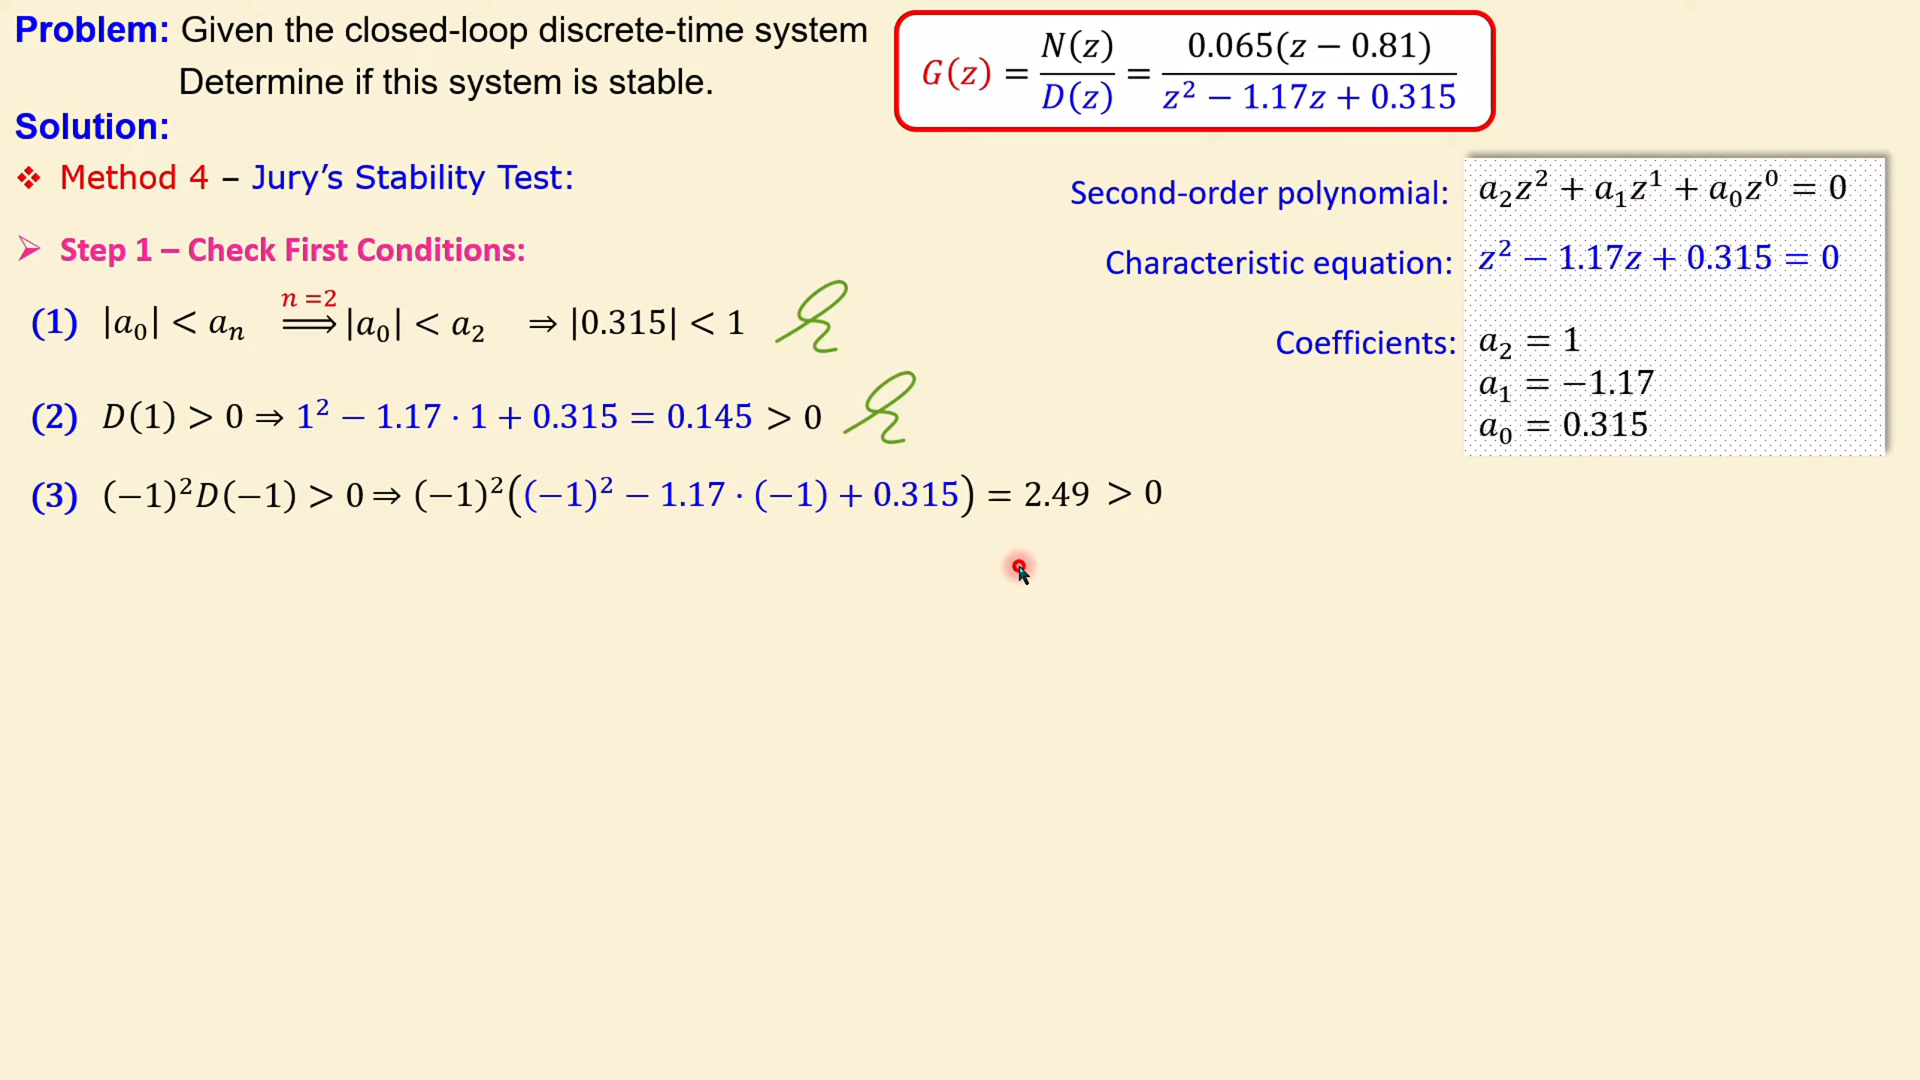 Problem: Given the closed-loop discrete-time system
Determine if this system is stable.
G(z) = N(z)/D(z) = 0.065(z − 0.81)/(z² − 1.17z + 0.315)
Solution:
❖ Method 4 – Jury’s Stability Test:
Second-order polynomial: a₂z² + a₁z¹ + a₀z⁰ = 0
➢ Step 1 – Check First Conditions:
Characteristic equation: z² − 1.17z + 0.315 = 0
(1) |a₀| < aₙ ⟹ (n =2) |a₀| < a₂ ⇒ |0.315| < 1
Coefficients: a₂ = 1
a₁ = −1.17
a₀ = 0.315
(2) D(1) > 0 ⇒ 1² − 1.17 · 1 + 0.315 = 0.145 > 0
(3) (−1)²D(−1) > 0 ⇒ (−1)²((−1)² − 1.17 · (−1) + 0.315) = 2.49 > 0